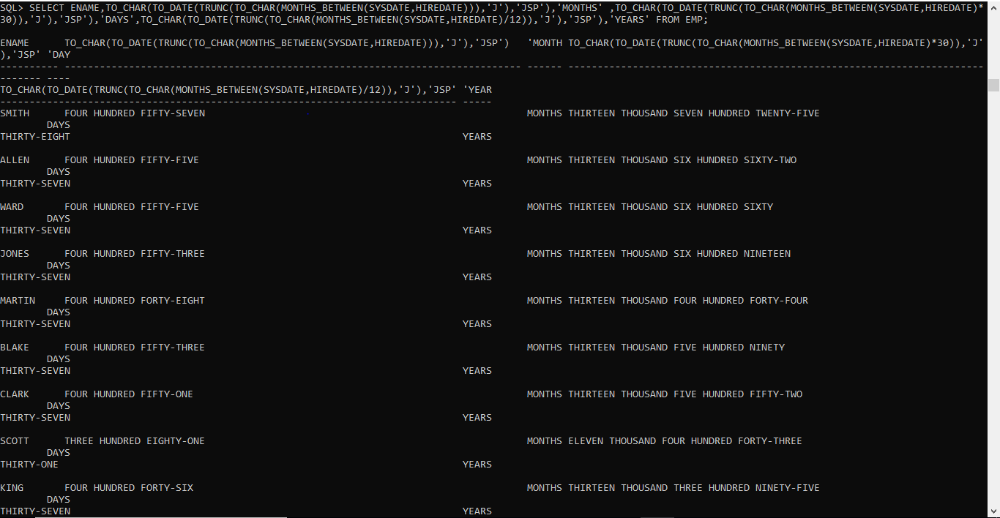 SQL> SELECT ENAME,TO_CHAR(TO_DATE(TRUNC(TO_CHAR(MONTHS_BETWEEN(SYSDATE,HIREDATE))),'J'),'JSP'),'MONTHS' ,TO_CHAR(TO_DATE(TRUNC(TO_CHAR(MONTHS_BETWEEN(SYSDATE,HIREDATE)*
30)),'J'),'JSP'),'DAYS',TO_CHAR(TO_DATE(TRUNC(TO_CHAR(MONTHS_BETWEEN(SYSDATE,HIREDATE)/12)),'J'),'JSP'),'YEARS' FROM EMP;
ENAME      TO_CHAR(TO_DATE(TRUNC(TO_CHAR(MONTHS_BETWEEN(SYSDATE,HIREDATE))),'J'),'JSP')   'MONTH TO_CHAR(TO_DATE(TRUNC(TO_CHAR(MONTHS_BETWEEN(SYSDATE,HIREDATE)*30)),'J'
),'JSP' 'DAY
---------- ------------------------------------------------------------------------------ ------ -----------------------------------------------------------------------
------- ----
TO_CHAR(TO_DATE(TRUNC(TO_CHAR(MONTHS_BETWEEN(SYSDATE,HIREDATE)/12)),'J'),'JSP' 'YEAR
------------------------------------------------------------------------------ -----
SMITH      FOUR HUNDRED FIFTY-SEVEN                                                       MONTHS THIRTEEN THOUSAND SEVEN HUNDRED TWENTY-FIVE
        DAYS
THIRTY-EIGHT                                                                   YEARS
ALLEN      FOUR HUNDRED FIFTY-FIVE                                                        MONTHS THIRTEEN THOUSAND SIX HUNDRED SIXTY-TWO
        DAYS
THIRTY-SEVEN                                                                   YEARS
WARD       FOUR HUNDRED FIFTY-FIVE                                                        MONTHS THIRTEEN THOUSAND SIX HUNDRED SIXTY
        DAYS
THIRTY-SEVEN                                                                   YEARS
JONES      FOUR HUNDRED FIFTY-THREE                                                       MONTHS THIRTEEN THOUSAND SIX HUNDRED NINETEEN
        DAYS
THIRTY-SEVEN                                                                   YEARS
MARTIN     FOUR HUNDRED FORTY-EIGHT                                                       MONTHS THIRTEEN THOUSAND FOUR HUNDRED FORTY-FOUR
        DAYS
THIRTY-SEVEN                                                                   YEARS
BLAKE      FOUR HUNDRED FIFTY-THREE                                                       MONTHS THIRTEEN THOUSAND FIVE HUNDRED NINETY
        DAYS
THIRTY-SEVEN                                                                   YEARS
CLARK      FOUR HUNDRED FIFTY-ONE                                                         MONTHS THIRTEEN THOUSAND FIVE HUNDRED FIFTY-TWO
        DAYS
THIRTY-SEVEN                                                                   YEARS
SCOTT      THREE HUNDRED EIGHTY-ONE                                                       MONTHS ELEVEN THOUSAND FOUR HUNDRED FORTY-THREE
        DAYS
THIRTY-ONE                                                                     YEARS
KING       FOUR HUNDRED FORTY-SIX                                                         MONTHS THIRTEEN THOUSAND THREE HUNDRED NINETY-FIVE
        DAYS
THIRTY-SEVEN                                                                   YEARS